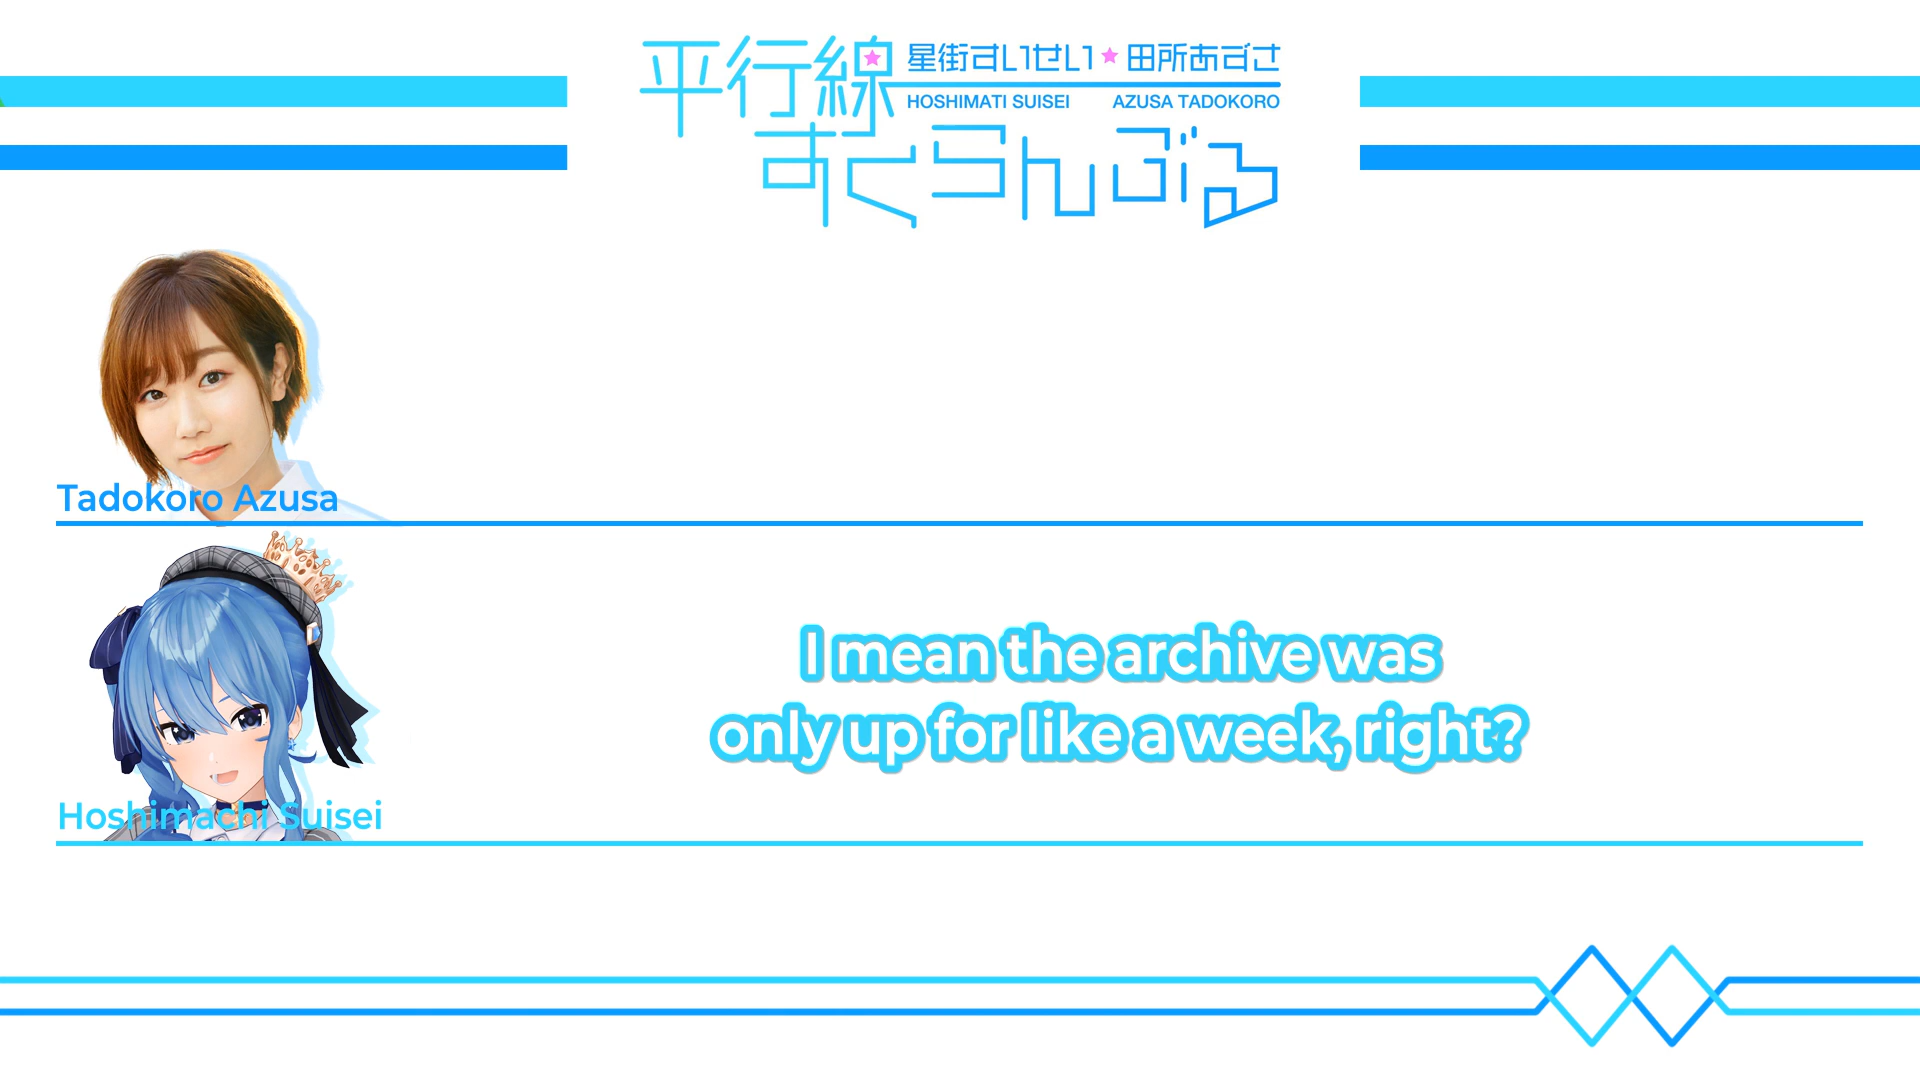 平行線
星街すいせい★田所あずさ
HOSHIMATI SUISEI AZUSA TADOKORO
すくらんぶる
Tadokoro Azusa
I mean the archive was
only up for like a week, right?
Hoshimachi Suisei